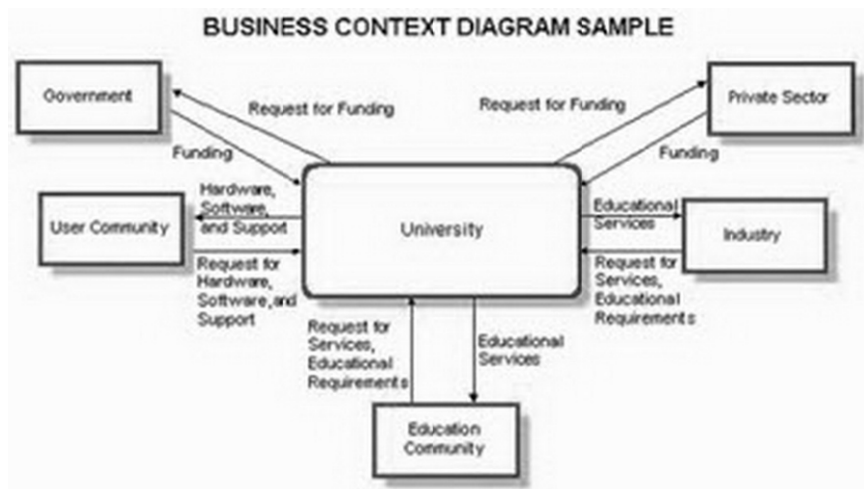 BUSINESS CONTEXT DIAGRAM SAMPLE
Government
Request for Funding
Request for Funding
Private Sector
Funding
Funding
Hardware,
Software,
and Support
User Community
University
Educational
Services
Industry
Request for
Hardware,
Software,and
Support
Request for
Services,
Educational
Requirements
Request for
Services,
Educational
Requirements
Educational
Services
Education
Community